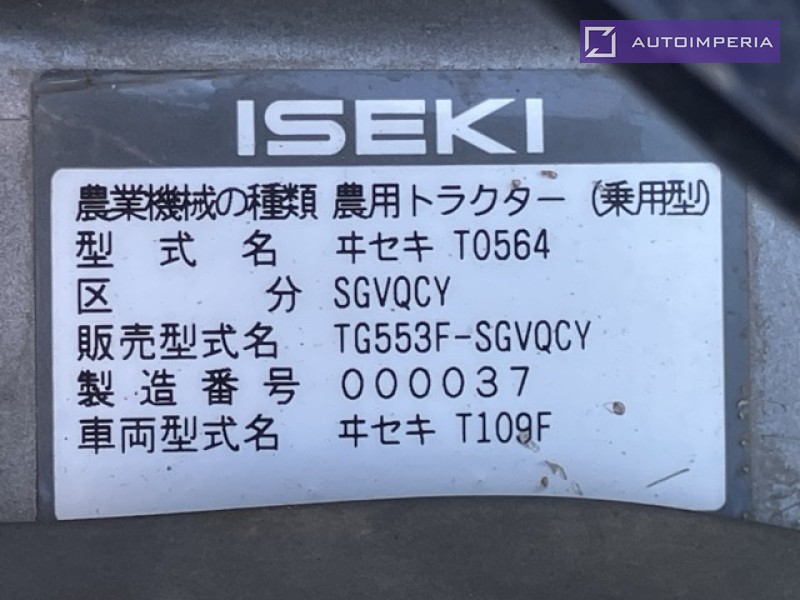 AUTOIMPERIA
ISEKI
農業機械の種類 農用トラクター (乗用型)
型式名 ヰセキ T0564
区分 SGVQCY
販売型式名 TG553F-SGVQCY
製造番号 000037
車両型式名 ヰセキ T109F